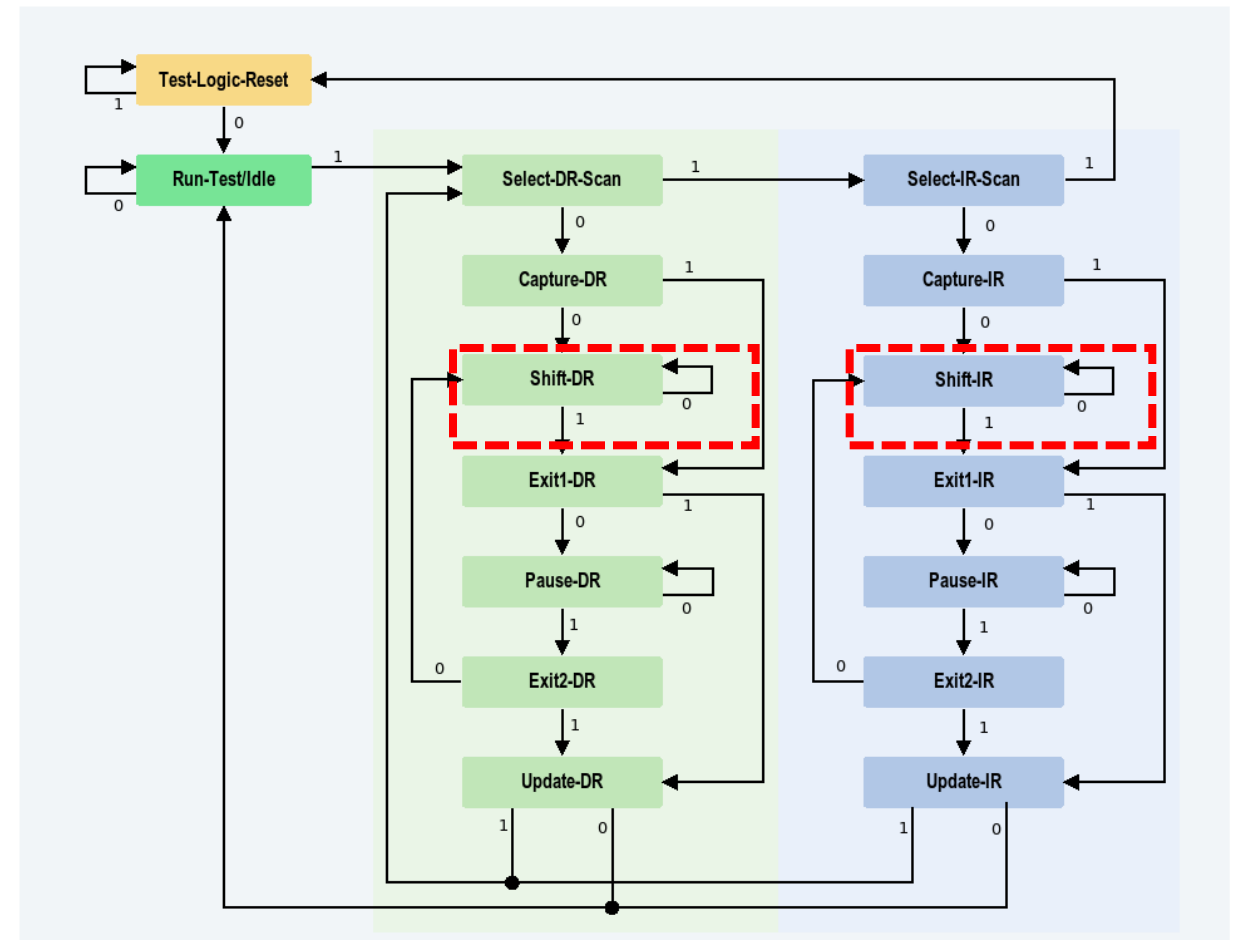 Test-Logic-Reset
1
0
Run-Test/Idle
0
1
Select-DR-Scan
1
Select-IR-Scan
1
0
0
Capture-DR
1
Capture-IR
1
0
0
Shift-DR
0
Shift-IR
0
1
1
Exit1-DR
1
Exit1-IR
1
0
0
Pause-DR
0
Pause-IR
0
1
1
0
Exit2-DR
0
Exit2-IR
1
1
Update-DR
Update-IR
1
0
1
0